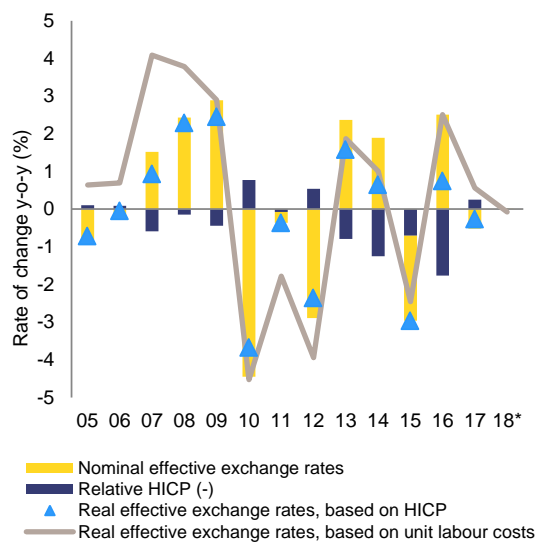 5
4
3
2
1
0
-1
-2
-3
-4
-5
Rate of change y-o-y (%)
05 06 07 08 09 10 11 12 13 14 15 16 17 18*
Nominal effective exchange rates
Relative HICP (-)
Real effective exchange rates, based on HICP
Real effective exchange rates, based on unit labour costs